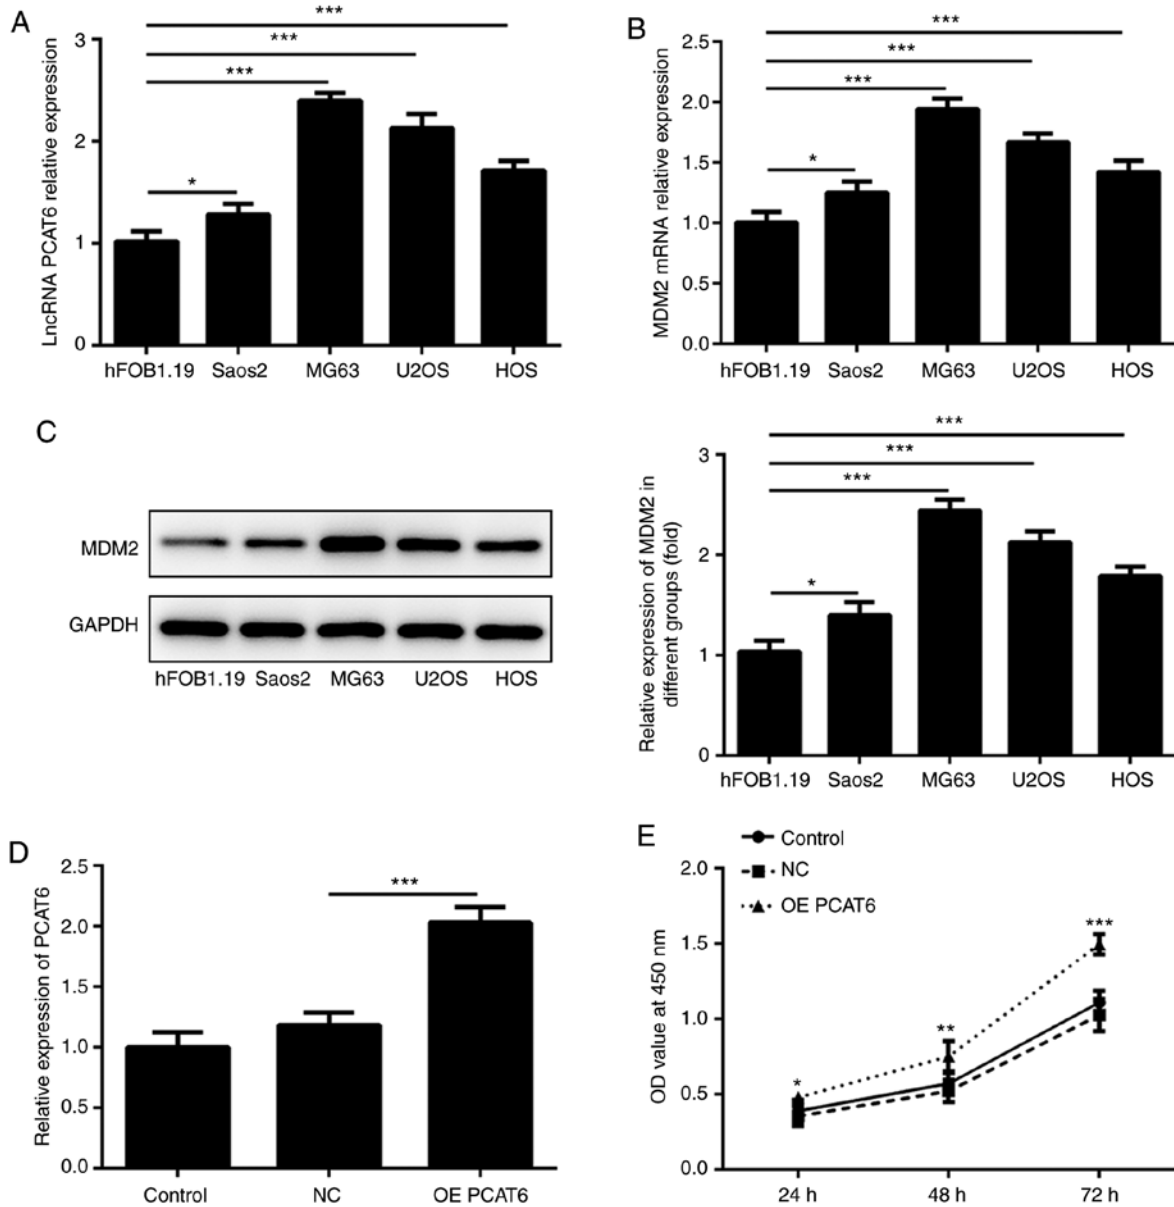 A
LncRNA PCAT6 relative expression
3
2
1
0
***
***
***
*
hFOB1.19 Saos2 MG63 U2OS HOS
B
MDM2 mRNA relative expression
2.5
2.0
1.5
1.0
0.5
0.0
***
***
***
*
hFOB1.19 Saos2 MG63 U2OS HOS
C
MDM2
GAPDH
hFOB1.19 Saos2 MG63 U2OS HOS
Relative expression of MDM2 in
different groups (fold)
3
2
1
0
***
***
***
*
hFOB1.19 Saos2 MG63 U2OS HOS
D
Relative expression of PCAT6
2.5
2.0
1.5
1.0
0.5
0.0
***
Control NC OE PCAT6
E
Control
NC
OE PCAT6
OD value at 450 nm
2.0
1.5
1.0
0.5
0.0
*
**
***
24 h 48 h 72 h